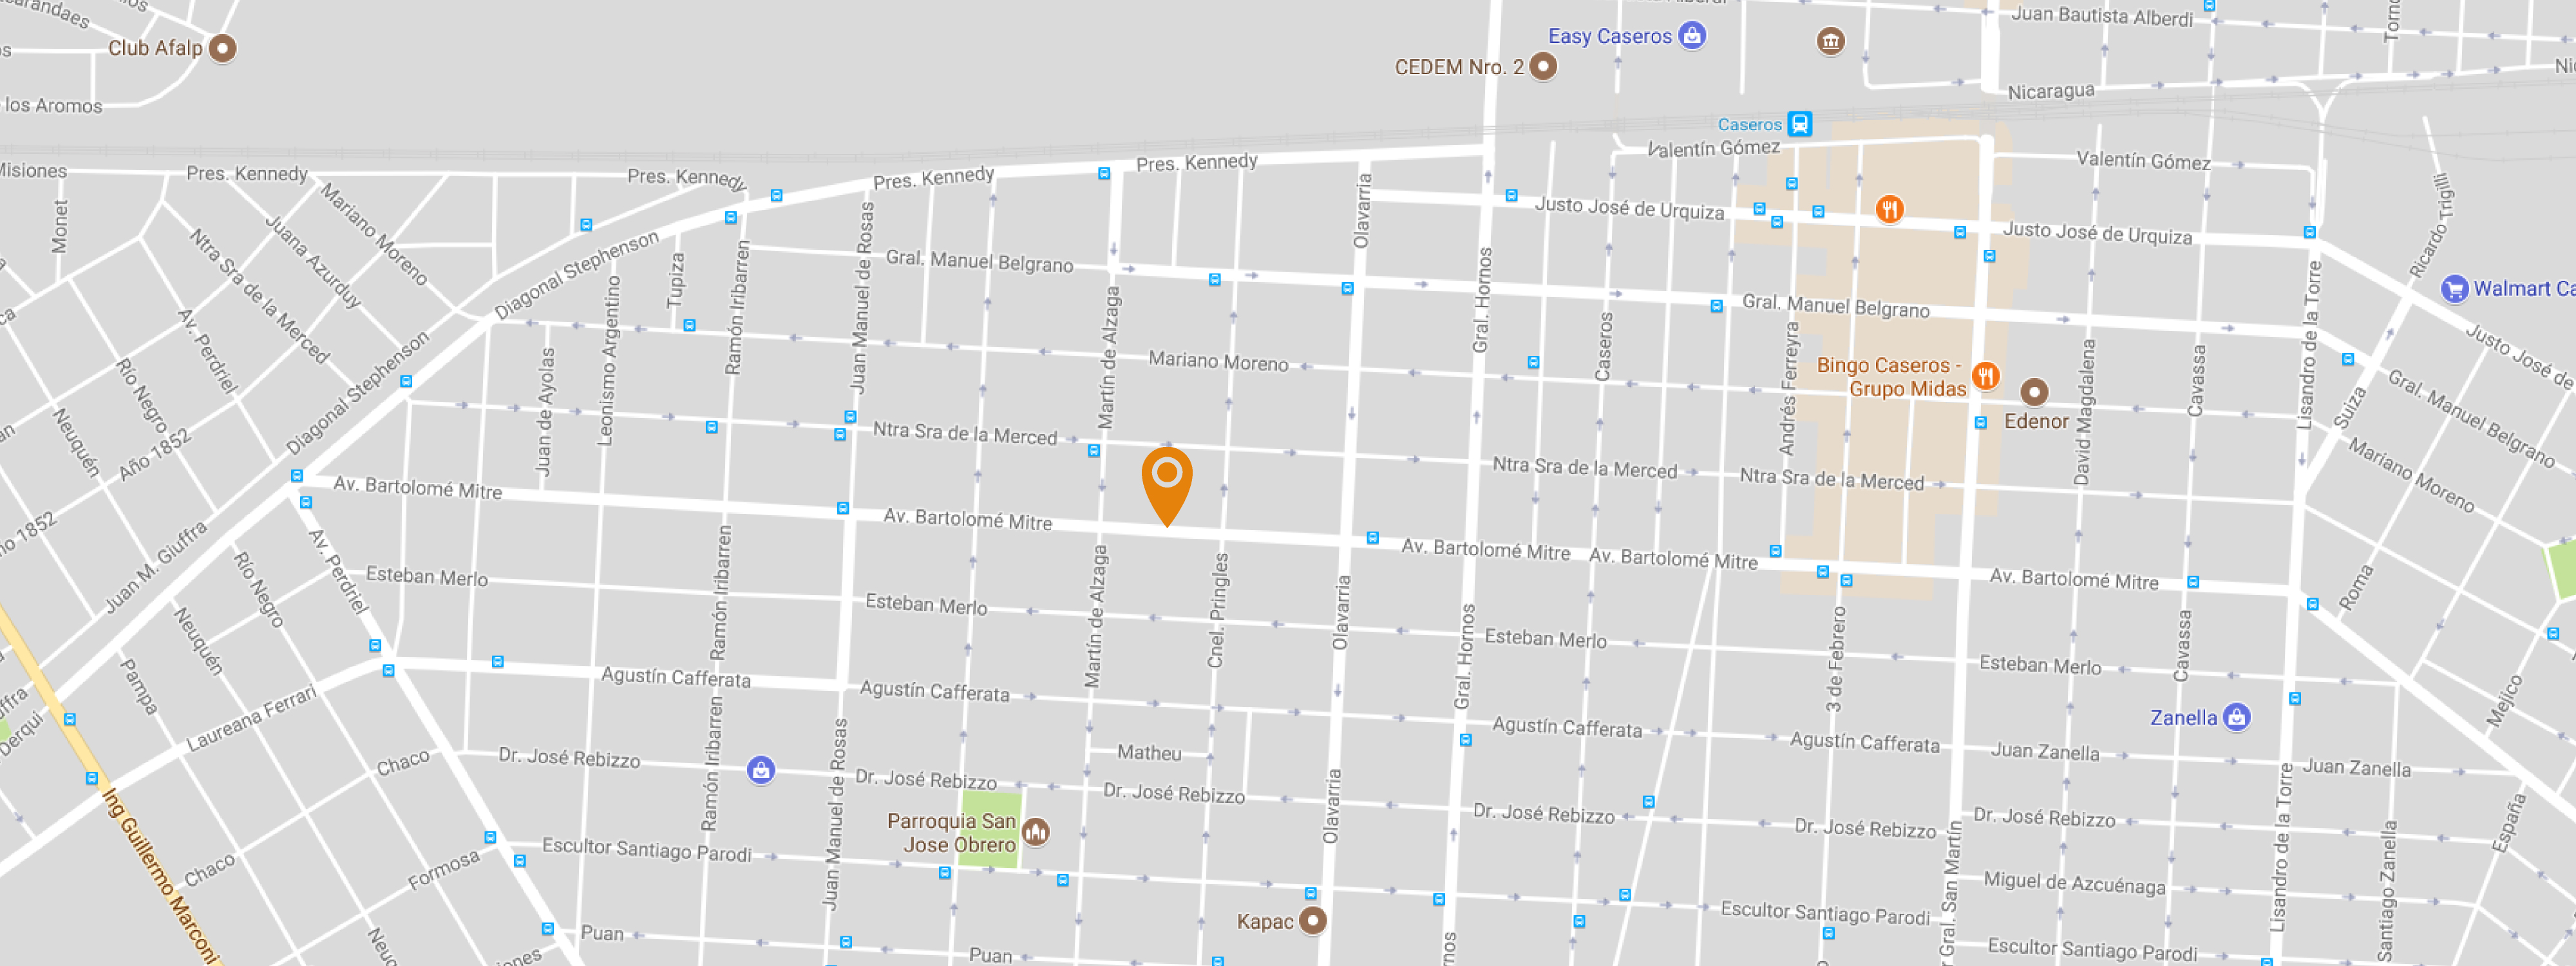 Juan Bautista Alberdi
Easy Caseros
Club Afalp
CEDEM Nro. 2
los Aromos
Nicaragua
Caseros
Valentín Gómez
Valentín Gómez
Misiones
Pres. Kennedy
Pres. Kennedy
Pres. Kennedy
Pres. Kennedy
Monet
Mariano Moreno
Juana Azurduy
Ntra Sra de la Merced
Av. Perdriel
Río Negro
Neuquén
Año 1852
Diagonal Stephenson
Diagonal Stephenson
Tupiza
Ramón Iribarren
Juan Manuel de Rosas
Leonismo Argentino
Juan de Ayolas
Gral. Manuel Belgrano
Martín de Alzaga
Olavarria
Gral. Hornos
Justo José de Urquiza
Justo José de Urquiza
Ricardo Trigilli
Walmart Ca
Gral. Manuel Belgrano
Mariano Moreno
Caseros
Andrés Ferreyra
Bingo Caseros -
Grupo Midas
Edenor
David Magdalena
Cavassa
Lisandro de la Torre
Suiza
Justo José de
Gral. Manuel Belgrano
Mariano Moreno
Ntra Sra de la Merced
Ntra Sra de la Merced
Ntra Sra de la Merced
Av. Bartolomé Mitre
Av. Bartolomé Mitre
Av. Bartolomé Mitre
Av. Bartolomé Mitre
Av. Bartolomé Mitre
Juan M. Giuffra
Río Negro
Av. Perdriel
Neuquén
Pampa
Esteban Merlo
Esteban Merlo
Esteban Merlo
Esteban Merlo
Ramón Iribarren
Martín de Alzaga
Cnel. Pringles
Olavarria
Gral. Hornos
3 de Febrero
Cavassa
Roma
Mejico
Derqui
Laureana Ferrari
Agustín Cafferata
Agustín Cafferata
Agustín Cafferata
Agustín Cafferata
Zanella
Juan Zanella
Juan Zanella
Matheu
Chaco
Dr. José Rebizzo
Dr. José Rebizzo
Dr. José Rebizzo
Dr. José Rebizzo
Dr. José Rebizzo
Dr. José Rebizzo
Ramón Iribarren
Juan Manuel de Rosas
Olavarria
Lisandro de la Torre
España
Ing Guillermo Marconi
Parroquia San
Jose Obrero
Escultor Santiago Parodi
Chaco
Formosa
Gral. San Martín
Miguel de Azcuénaga
Santiago Zanella
Kapac
Escultor Santiago Parodi
Escultor Santiago Parodi
Puan
Puan